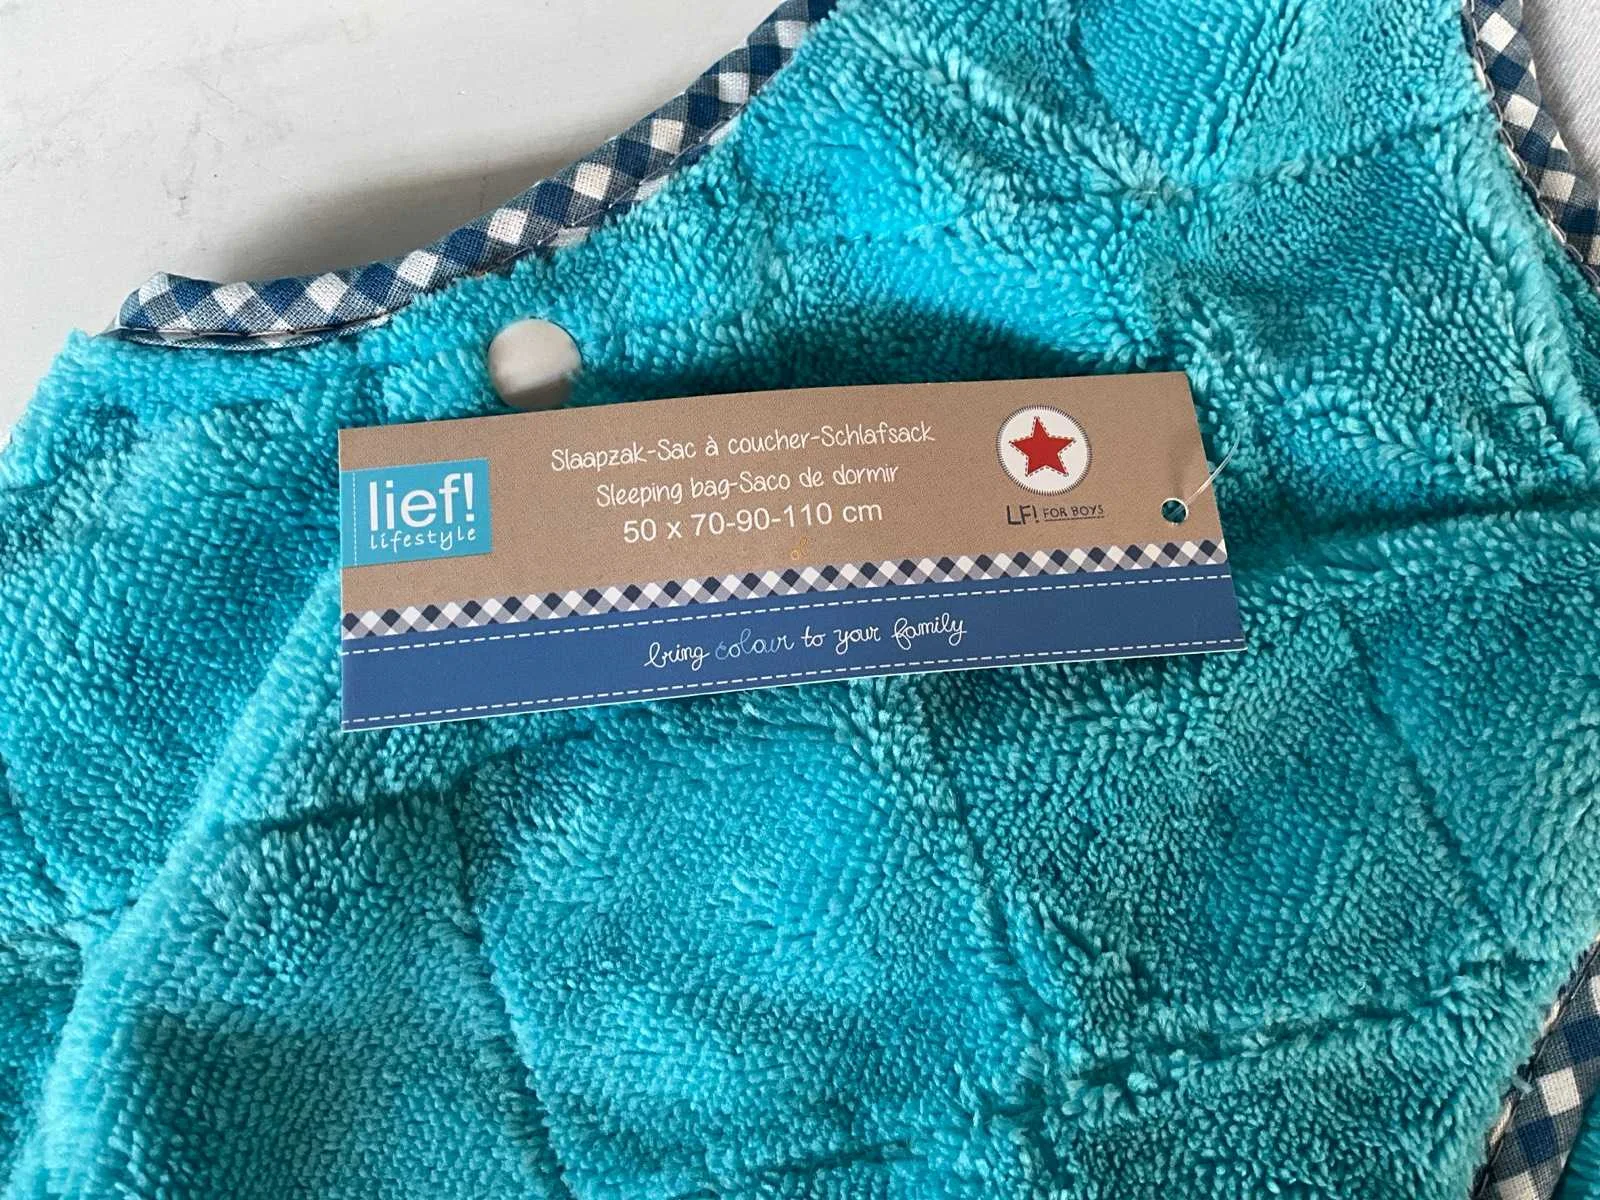 lief!
lifestyle
Slaapzak-Sac à coucher-Schlafsack
Sleeping bag-Saco de dormir
50 x 70-90-110 cm
LF! FOR BOYS
bring colour to your family